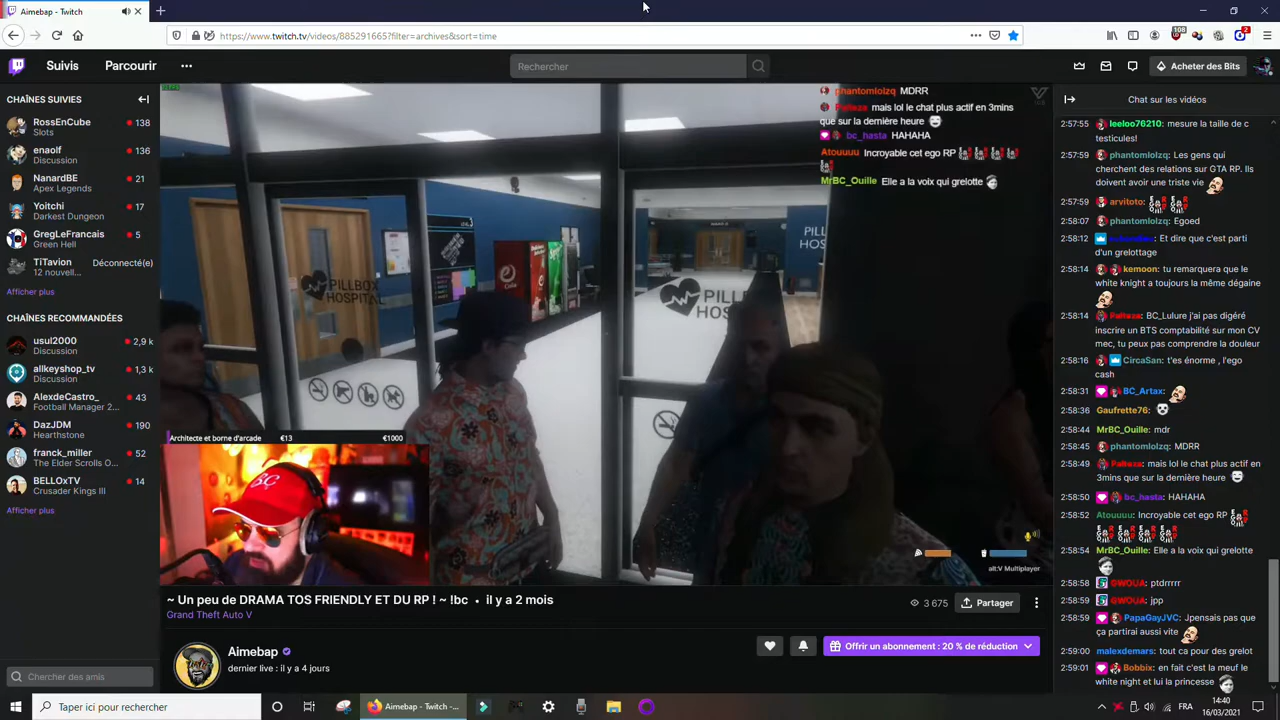 Aimebap - Twitch
https://www.twitch.tv/videos/885291665?filter=archives&sort=time
108
2
Suivis
Parcourir
Rechercher
Acheter des Bits
CHAÎNES SUIVIES
RossEnCube
138
Slots
enaolf
136
Discussion
NanardBE
21
Apex Legends
Yoitchi
17
Darkest Dungeon
GregLeFrancais
5
Green Hell
TiTavion
Déconnecté(e)
12 nouvell...
Afficher plus
CHAÎNES RECOMMANDÉES
usul2000
2,9 k
Discussion
allkeyshop_tv
1,3 k
Discussion
AlexdeCastro_
43
Football Manager 2...
DazJDM
190
Hearthstone
franck_miller
52
The Elder Scrolls O...
BELLOxTV
14
Crusader Kings III
Afficher plus
Chercher des amis
phantomlolzq MDRR
Palteza mais lol le chat plus actif en 3mins
que sur la dernière heure
bc_hasta HAHAHA
Atouuuu Incroyable cet ego RP
MrBC_Ouille Elle a la voix qui grelotte
PILLBOX
HOSPITAL
PILLB
HOS
PILL
HOS
Architecte et borne d'arcade
€13
€1000
BC
alt:V Multiplayer
~ Un peu de DRAMA TOS FRIENDLY ET DU RP ! ~ !bc • il y a 2 mois
Grand Theft Auto V
3 675
Partager
Aimebap
dernier live : il y a 4 jours
Offrir un abonnement : 20 % de réduction
Chat sur les vidéos
2:57:55 leeloo76210: mesure la taille de c
testicules!
2:57:59 phantomlolzq: Les gens qui
cherchent des relations sur GTA RP. Ils
doivent avoir une triste vie
2:57:59 arvitoto:
2:58:07 phantomlolzq: Egoed
2:58:12 Et dire que c'est parti
d'un grelottage
2:58:14 kemoon: tu remarquera que le
white knight a toujours la même dégaine
2:58:14 Palteza: BC_Lulure j'ai pas digéré
inscrire un BTS comptabilité sur mon CV
mec, tu peux pas comprendre la douleur
2:58:16 CircaSan: t'es énorme , l'ego
cash
2:58:31 BC_Artax:
2:58:36 Gaufrette76:
2:58:44 MrBC_Ouille: mdr
2:58:45 phantomlolzq: MDRR
2:58:49 Palteza: mais lol le chat plus actif en
3mins que sur la dernière heure
2:58:50 bc_hasta: HAHAHA
2:58:52 Atouuuu: Incroyable cet ego RP
2:58:54 MrBC_Ouille: Elle a la voix qui grelotte
2:58:58 GWOUA: ptdrrrrr
2:58:59 GWOUA: jpp
2:58:59 PapaGayJVC: Jpensais pas que
ça partirai aussi vite
2:59:00 malexdemars: tout ca pour des grelot
2:59:01 Bobbix: en fait c'est la meuf le
white night et lui la princesse
Taper ici pour rechercher
Aimebap - Twitch -...
FRA
14:40
16/03/2021